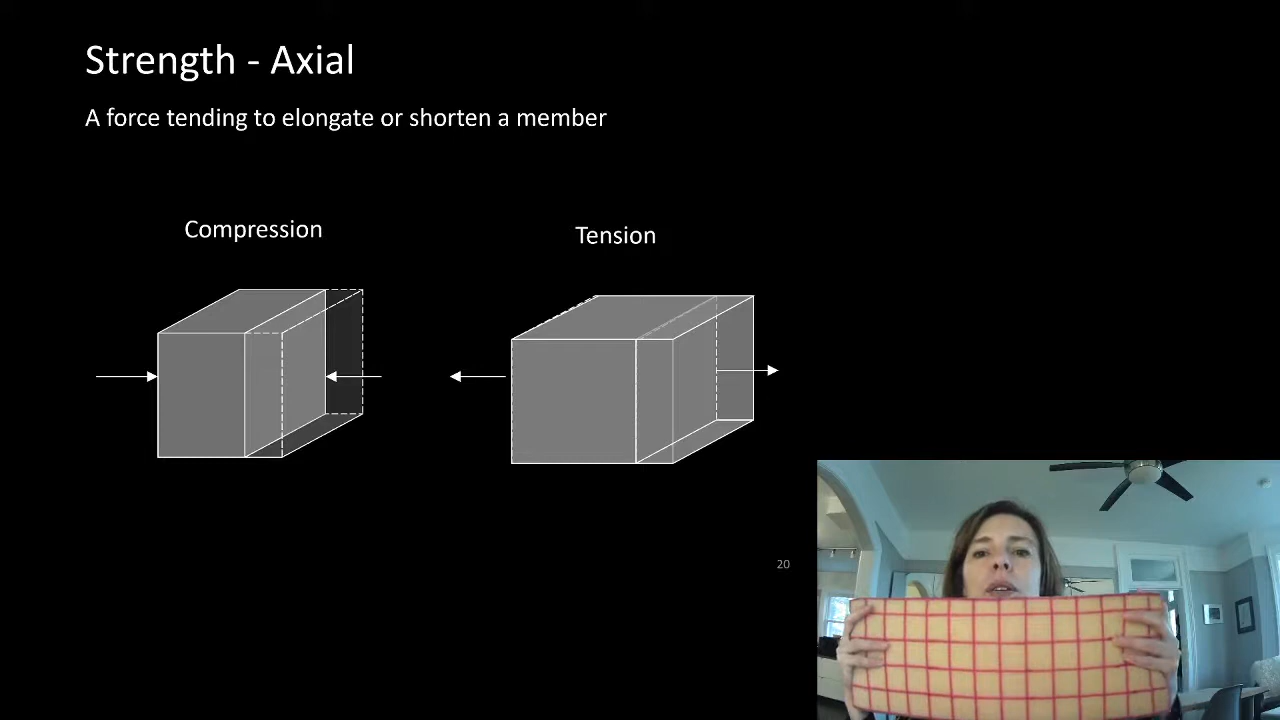 Strength - Axial
A force tending to elongate or shorten a member
Compression
Tension
20